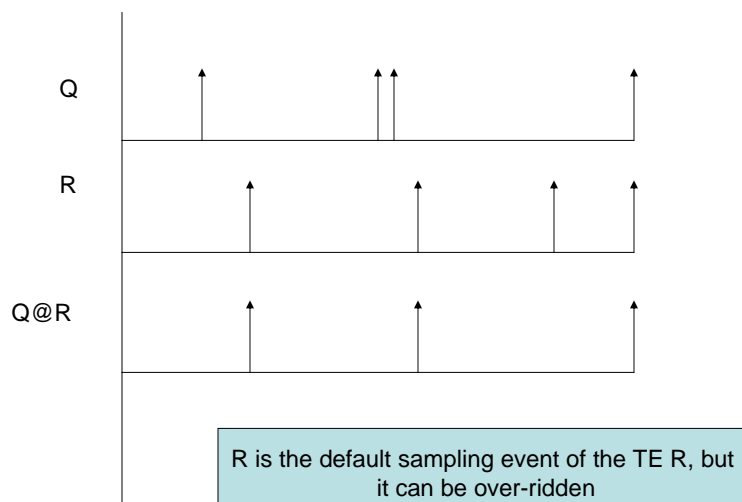 Q
R
Q@R
R is the default sampling event of the TE R, but
it can be over-ridden